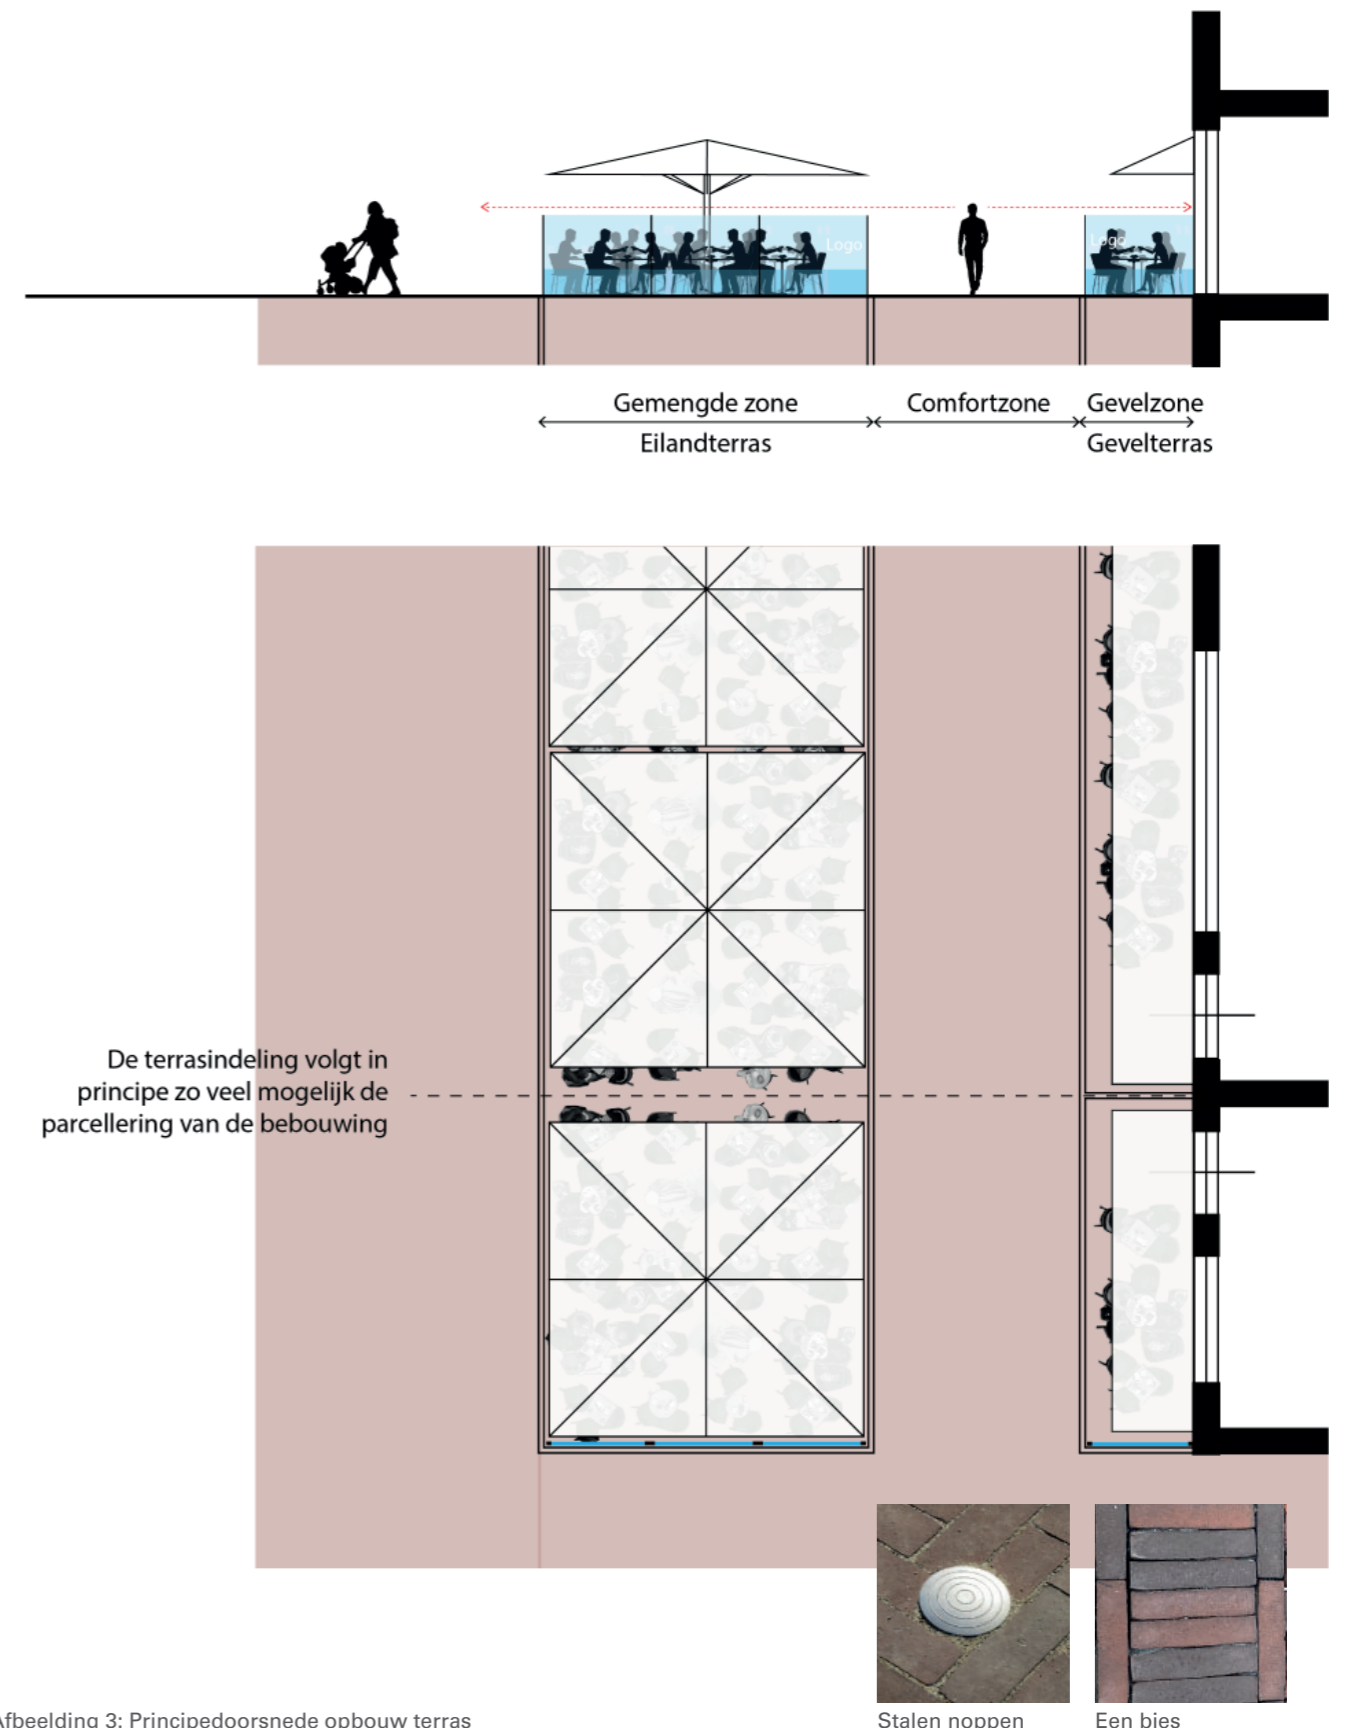 Logo
Logo
Gemengde zone
Comfortzone
Gevelzone
Eilandterras
Gevelterras
De terrasindeling volgt in
principe zo veel mogelijk de
parcellering van de bebouwing
Afbeelding 3: Principedoorsnede opbouw terras
Stalen noppen
Een bies